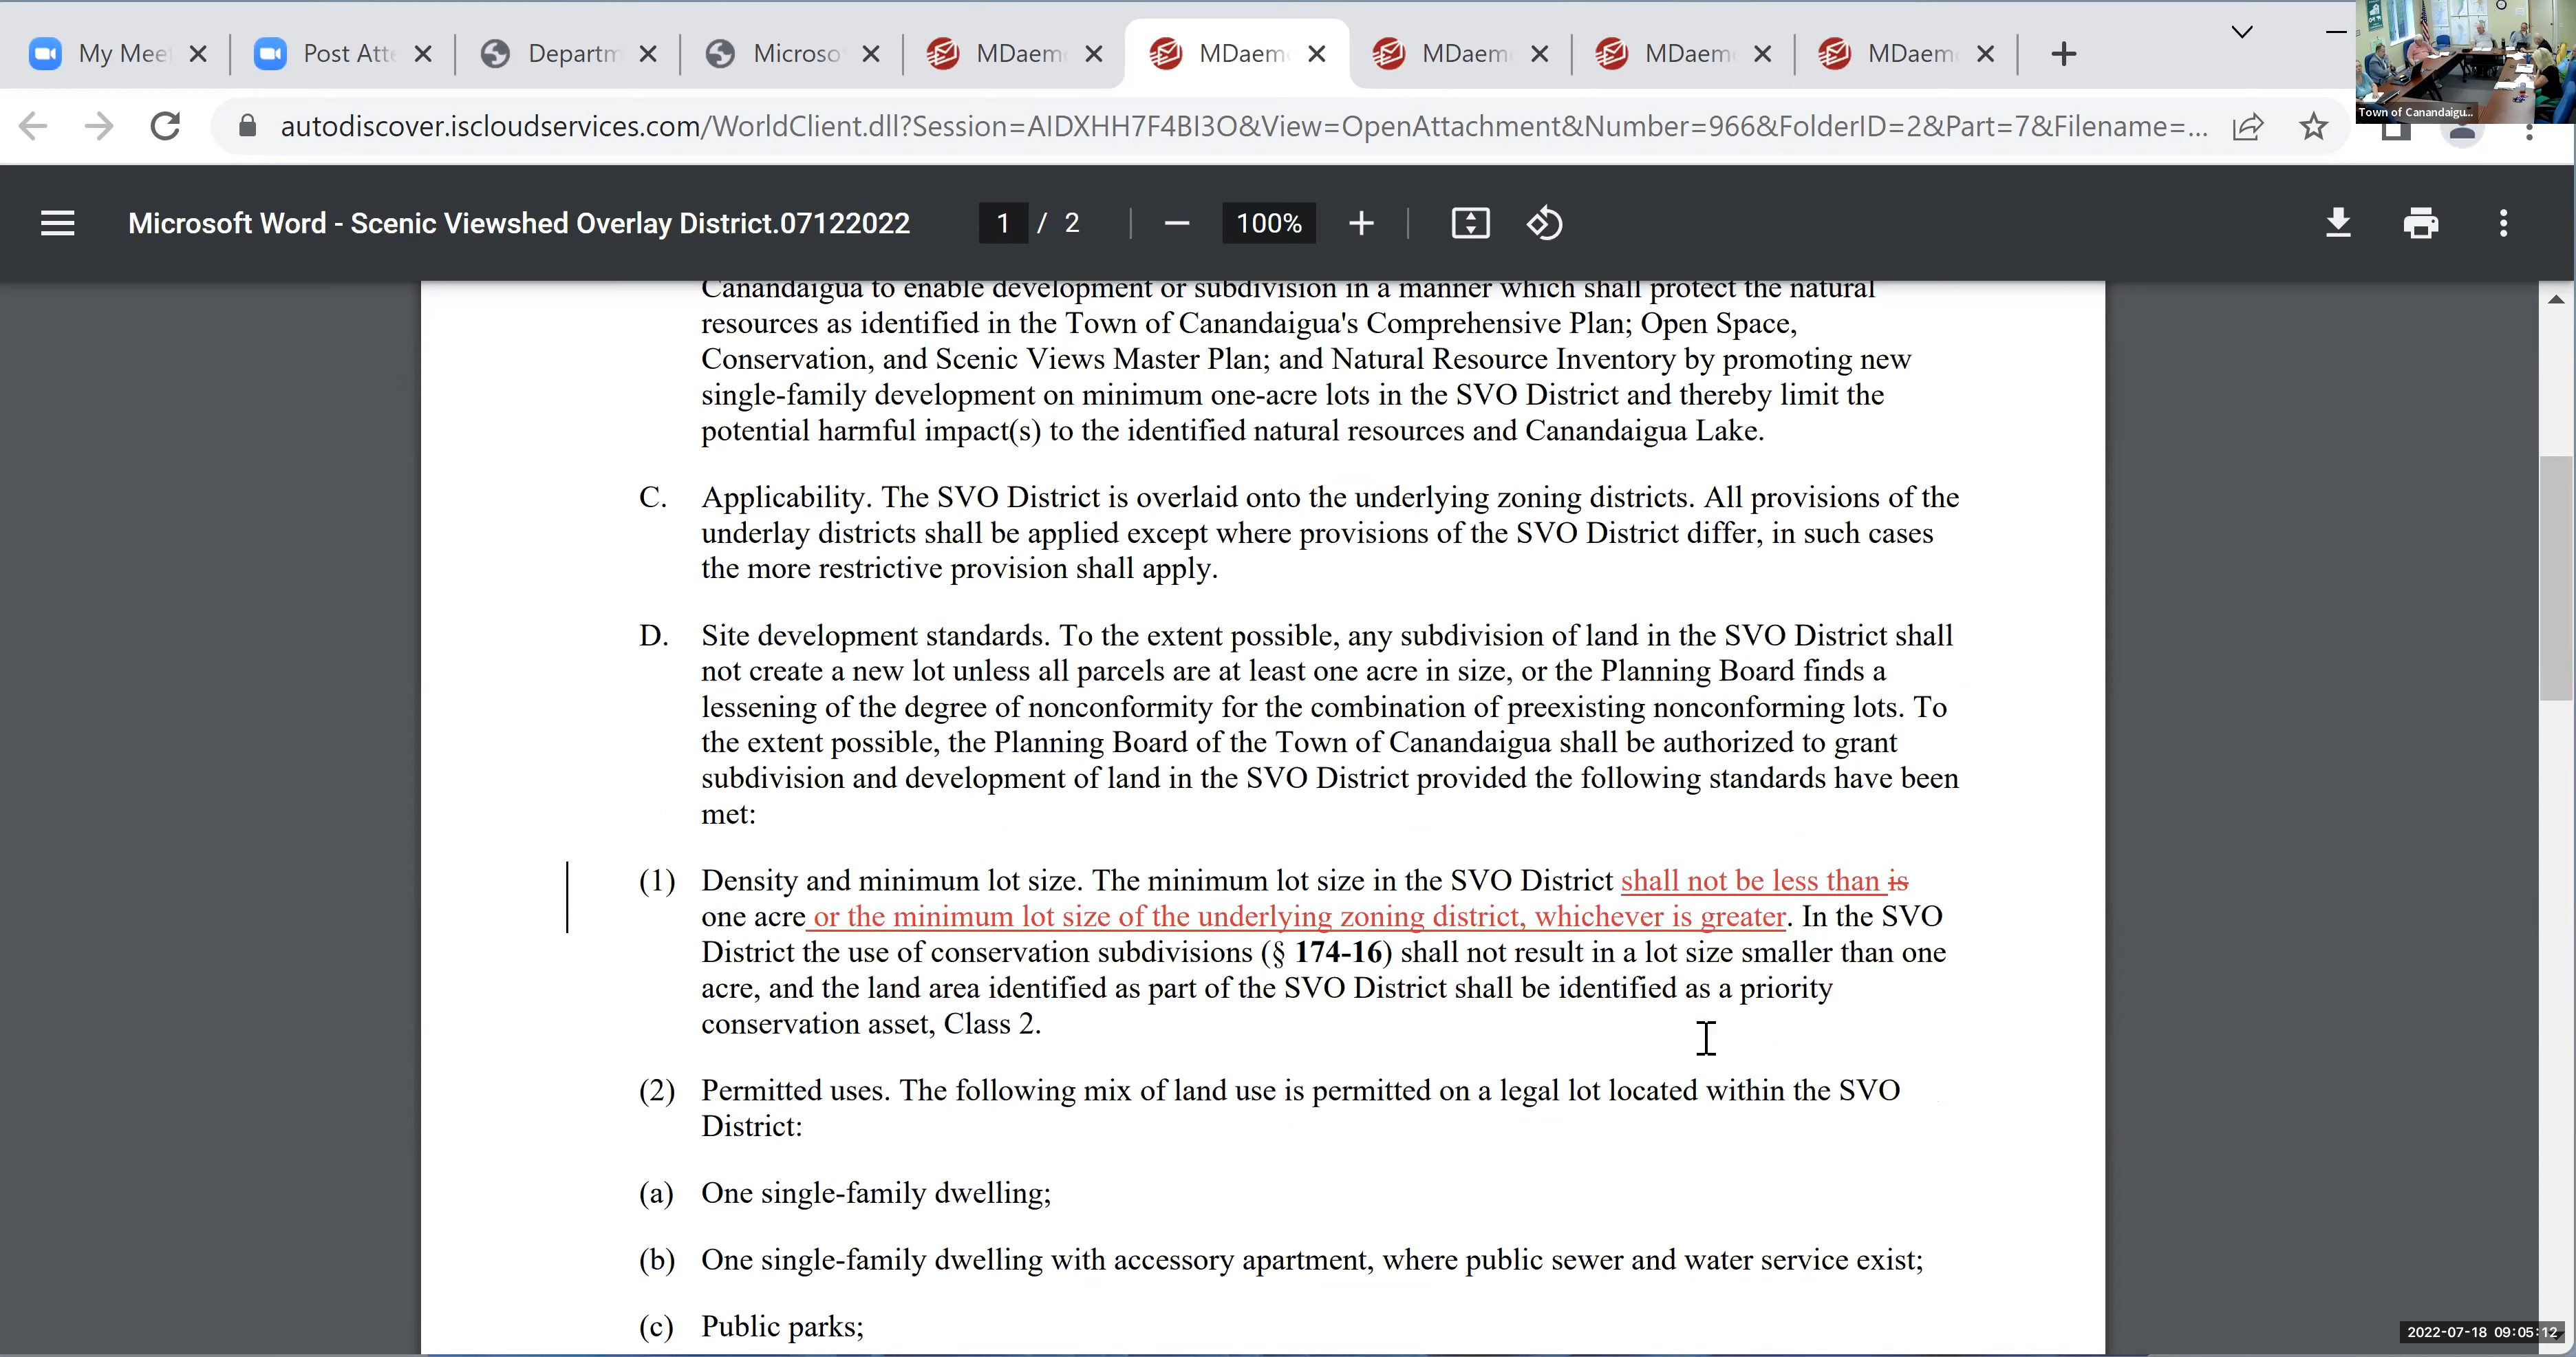 My Mee
Post Atte
Departm
Microso
MDaem
MDaem
MDaem
MDaem
MDaem
Town of Canandaigu...
autodiscover.iscloudservices.com/WorldClient.dll?Session=AIDXHH7F4BI3O&View=OpenAttachment&Number=966&FolderID=2&Part=7&Filename=...
Microsoft Word - Scenic Viewshed Overlay District.07122022
1 / 2
100%
Canandaigua to enable development or subdivision in a manner which shall protect the natural
resources as identified in the Town of Canandaigua's Comprehensive Plan; Open Space,
Conservation, and Scenic Views Master Plan; and Natural Resource Inventory by promoting new
single-family development on minimum one-acre lots in the SVO District and thereby limit the
potential harmful impact(s) to the identified natural resources and Canandaigua Lake.
C. Applicability. The SVO District is overlaid onto the underlying zoning districts. All provisions of the
underlay districts shall be applied except where provisions of the SVO District differ, in such cases
the more restrictive provision shall apply.
D. Site development standards. To the extent possible, any subdivision of land in the SVO District shall
not create a new lot unless all parcels are at least one acre in size, or the Planning Board finds a
lessening of the degree of nonconformity for the combination of preexisting nonconforming lots. To
the extent possible, the Planning Board of the Town of Canandaigua shall be authorized to grant
subdivision and development of land in the SVO District provided the following standards have been
met:
(1) Density and minimum lot size. The minimum lot size in the SVO District shall not be less than is
one acre or the minimum lot size of the underlying zoning district, whichever is greater. In the SVO
District the use of conservation subdivisions (§ 174-16) shall not result in a lot size smaller than one
acre, and the land area identified as part of the SVO District shall be identified as a priority
conservation asset, Class 2.
(2) Permitted uses. The following mix of land use is permitted on a legal lot located within the SVO
District:
(a) One single-family dwelling;
(b) One single-family dwelling with accessory apartment, where public sewer and water service exist;
(c) Public parks;
2022-07-18 09:05:12